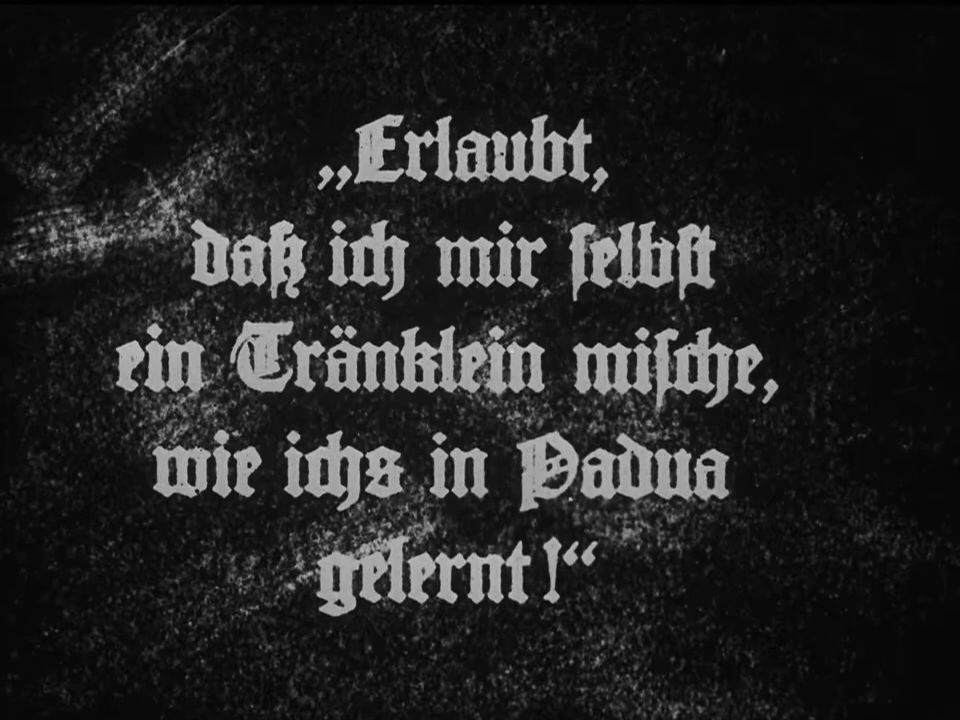 „Erlaubt,
daß ich mir selbst
ein Tränklein mische,
wie ichs in Padua
gelernt!“